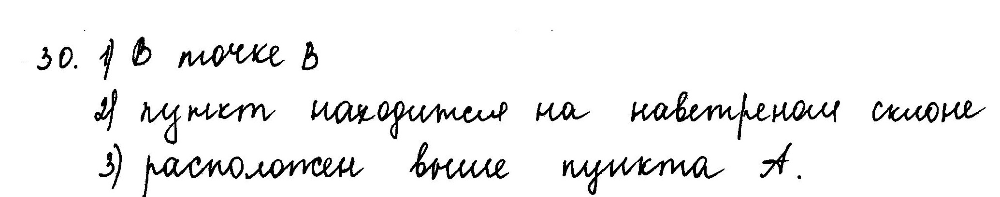 30. 1) В точке В
2) пункт находится на наветреном склоне
3) расположен выше пункта А.